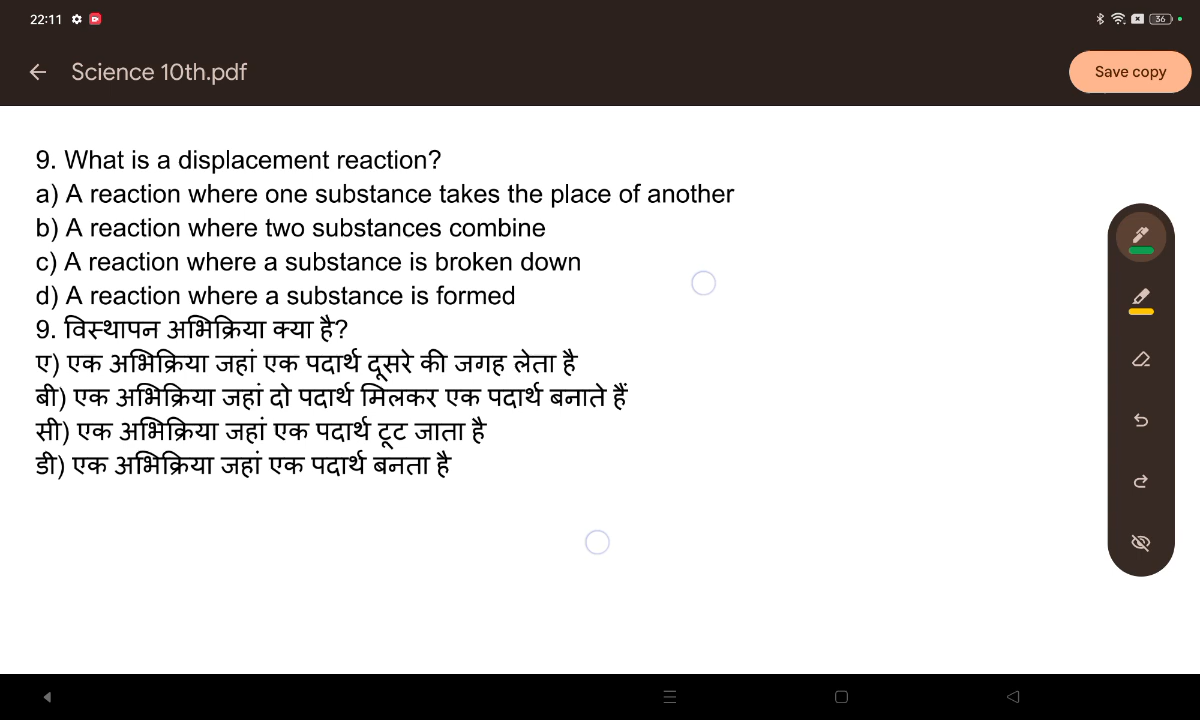 22:11
36
Science 10th.pdf
Save copy
9. What is a displacement reaction?
a) A reaction where one substance takes the place of another
b) A reaction where two substances combine
c) A reaction where a substance is broken down
d) A reaction where a substance is formed
9. विस्थापन अभिक्रिया क्या है?
ए) एक अभिक्रिया जहां एक पदार्थ दूसरे की जगह लेता है
बी) एक अभिक्रिया जहां दो पदार्थ मिलकर एक पदार्थ बनाते हैं
सी) एक अभिक्रिया जहां एक पदार्थ टूट जाता है
डी) एक अभिक्रिया जहां एक पदार्थ बनता है